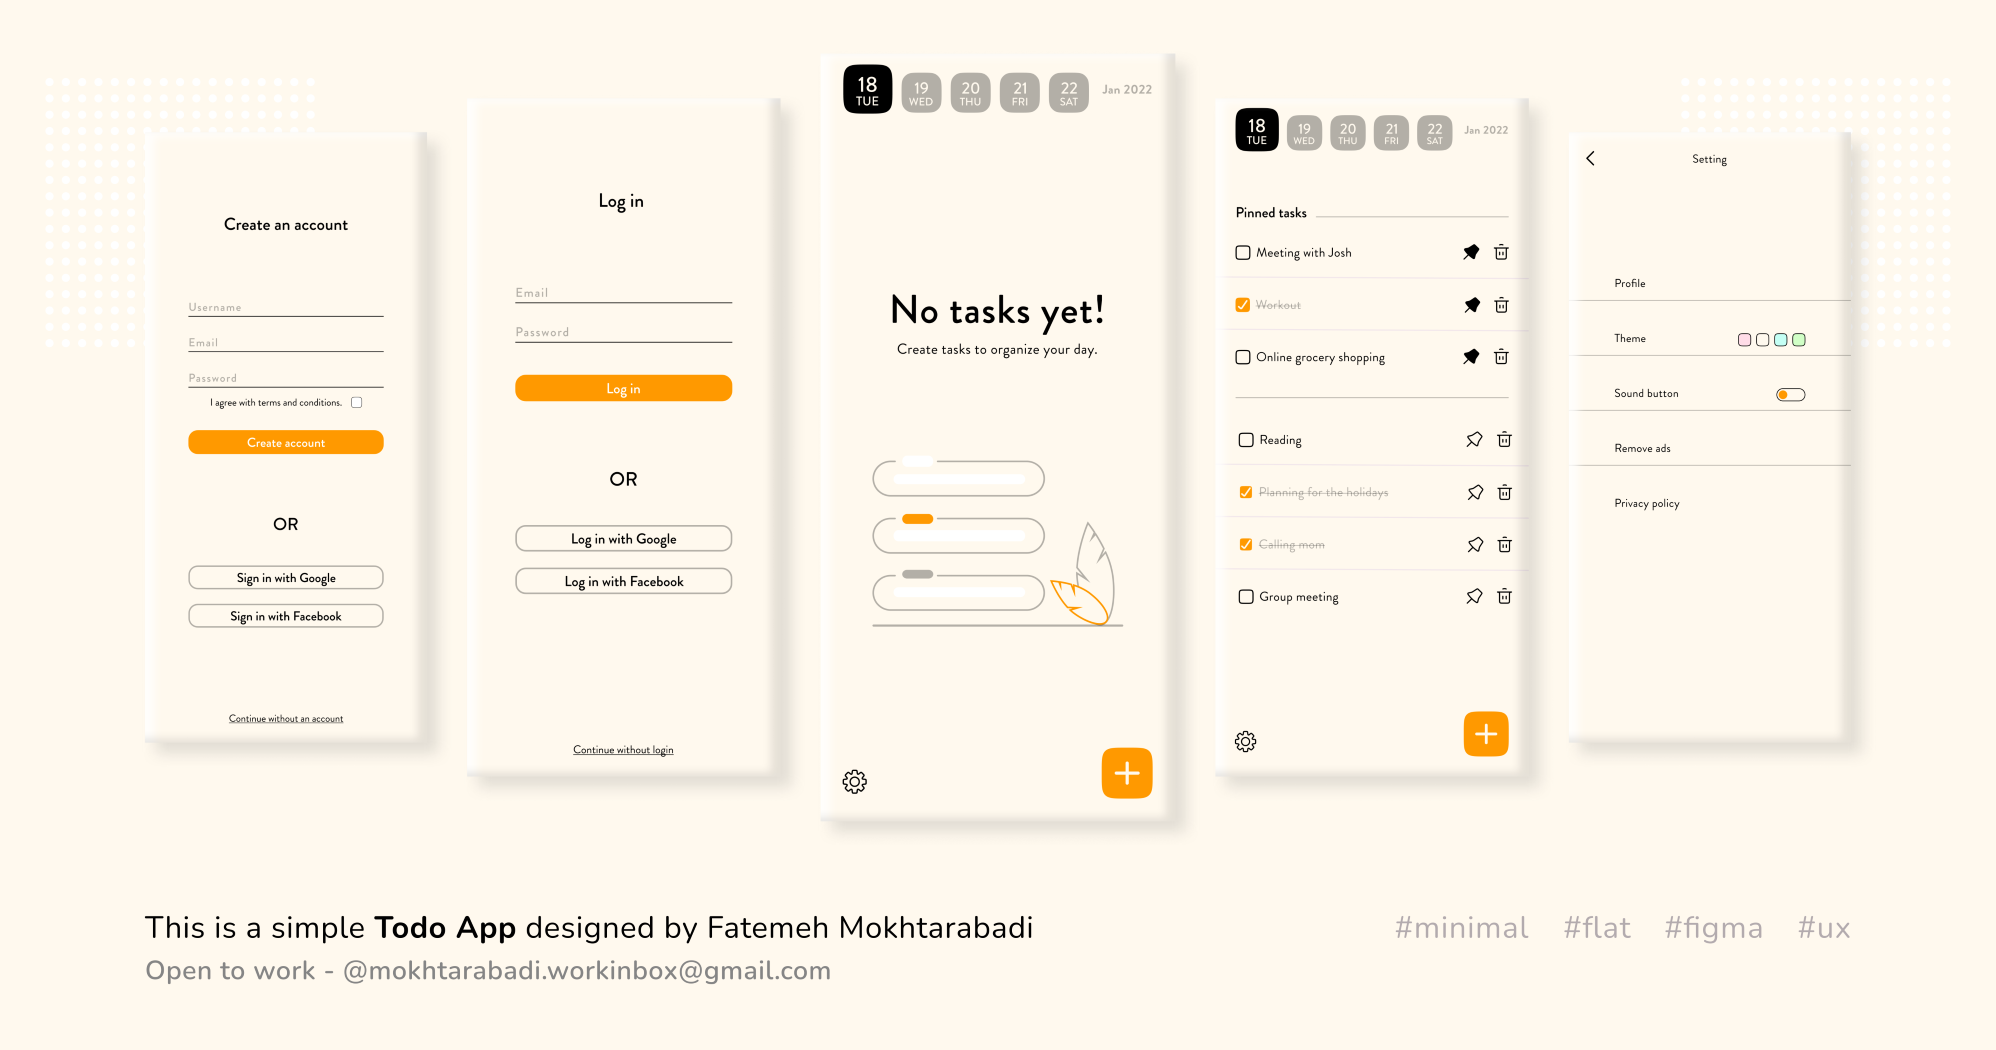 Create an account
Username
Email
Password
I agree with terms and conditions.
Create account
OR
Sign in with Google
Sign in with Facebook
Continue without an account
Log in
Email
Password
Log in
OR
Log in with Google
Log in with Facebook
Continue without login
18 19 20 21 22 Jan 2022
TUE WED THU FRI SAT
No tasks yet!
Create tasks to organize your day.
18 19 20 21 22 Jan 2022
TUE WED THU FRI SAT
Pinned tasks
Meeting with Josh
Workout
Online grocery shopping
Reading
Planning for the holidays
Calling mom
Group meeting
Setting
Profile
Theme
Sound button
Remove ads
Privacy policy
This is a simple Todo App designed by Fatemeh Mokhtarabadi
Open to work - @mokhtarabadi.workinbox@gmail.com
#minimal #flat #figma #ux